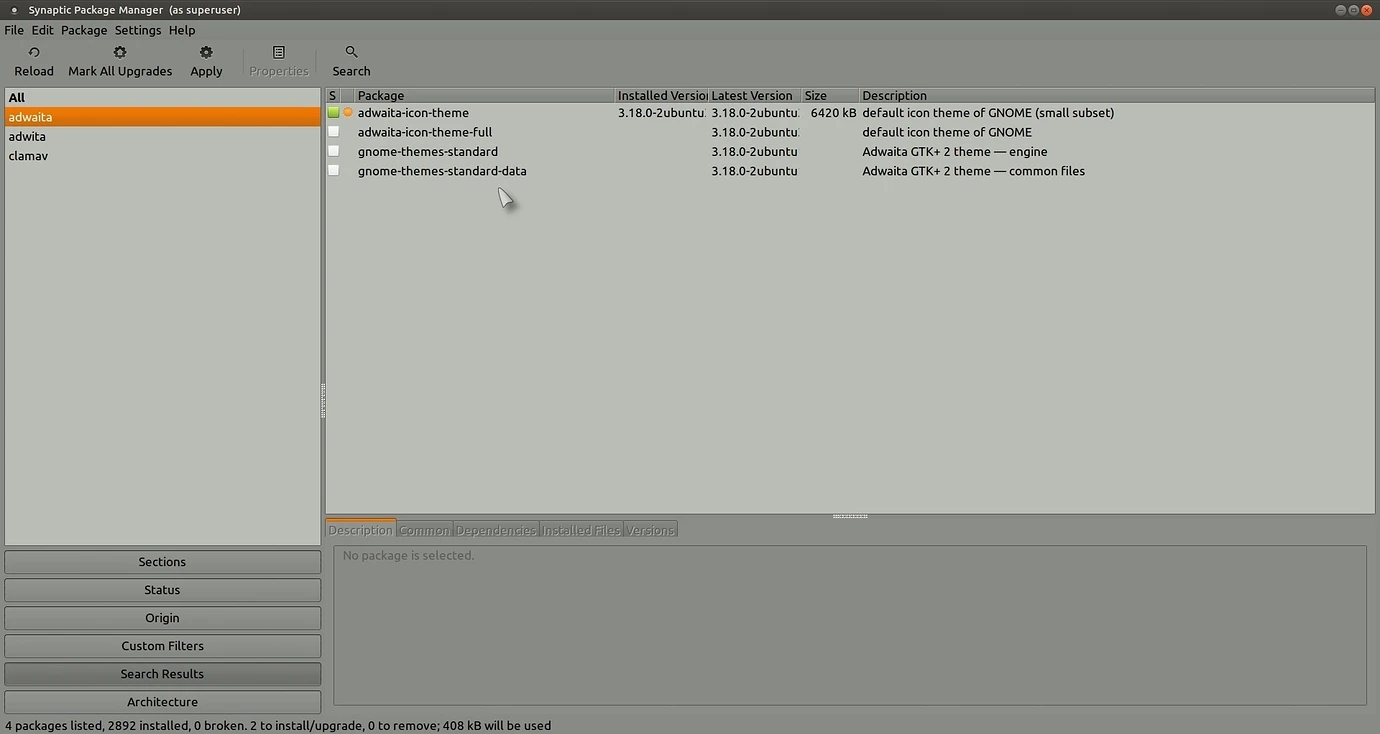 Synaptic Package Manager (as superuser)
File Edit Package Settings Help
Reload Mark All Upgrades Apply Properties Search
All
adwaita
adwita
clamav
S Package Installed Versio Latest Version Size Description
adwaita-icon-theme 3.18.0-2ubuntu 3.18.0-2ubuntu 6420 kB default icon theme of GNOME (small subset)
adwaita-icon-theme-full 3.18.0-2ubuntu default icon theme of GNOME
gnome-themes-standard 3.18.0-2ubuntu Adwaita GTK+ 2 theme — engine
gnome-themes-standard-data 3.18.0-2ubuntu Adwaita GTK+ 2 theme — common files
Description Common Dependencies Installed Files Versions
No package is selected.
Sections
Status
Origin
Custom Filters
Search Results
Architecture
4 packages listed, 2892 installed, 0 broken. 2 to install/upgrade, 0 to remove; 408 kB will be used